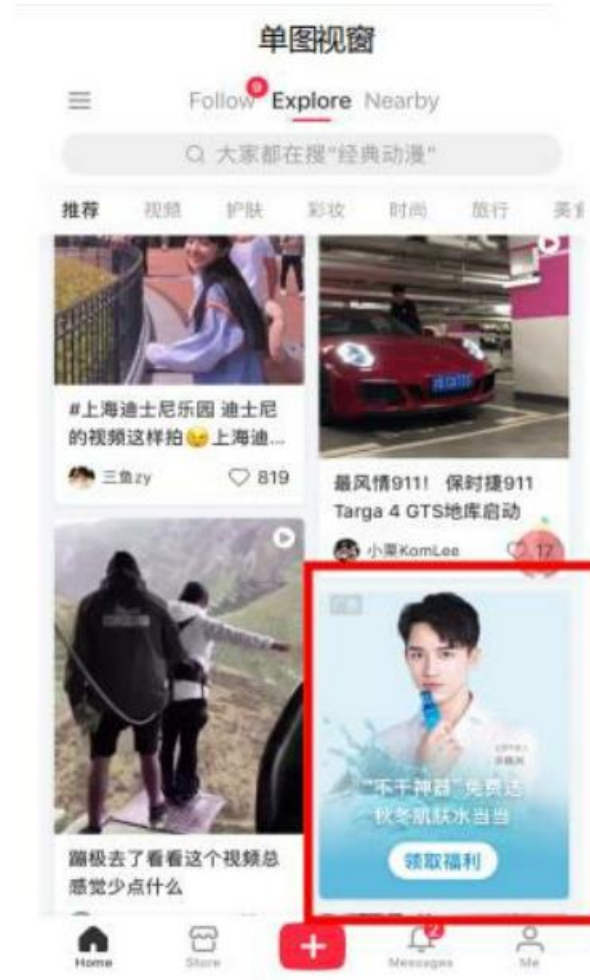 单图视窗
9
Follow Explore Nearby
大家都在搜"经典动漫"
推荐 视频 护肤 彩妆 时尚 旅行 美食
#上海迪士尼乐园 迪士尼
的视频这样拍😉上海迪...
三鱼zy 819
最风情911! 保时捷911
Targa 4 GTS地库启动
小栗KomLee 17
蹦极去了看看这个视频总
感觉少点什么
广告
"不干神器"免费送
秋冬肌肤水当当
领取福利
2
Home Store Messages Me